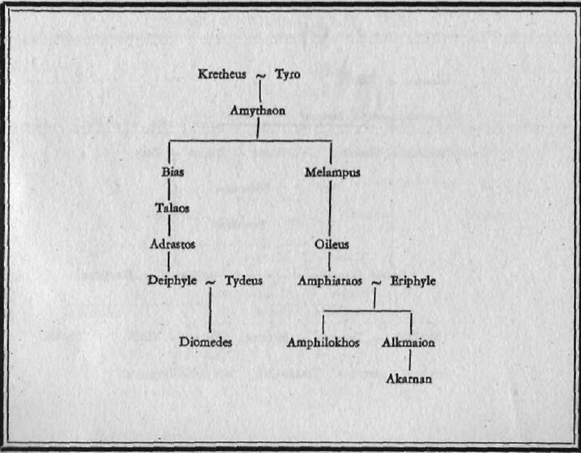 Kretheus ~ Tyro
Amythaon
Bias Melampus
Talaos
Adrastos Oileus
Deiphyle ~ Tydeus Amphiaraos ~ Eriphyle
Diomedes Amphilokhos Alkmaion
Akarnan